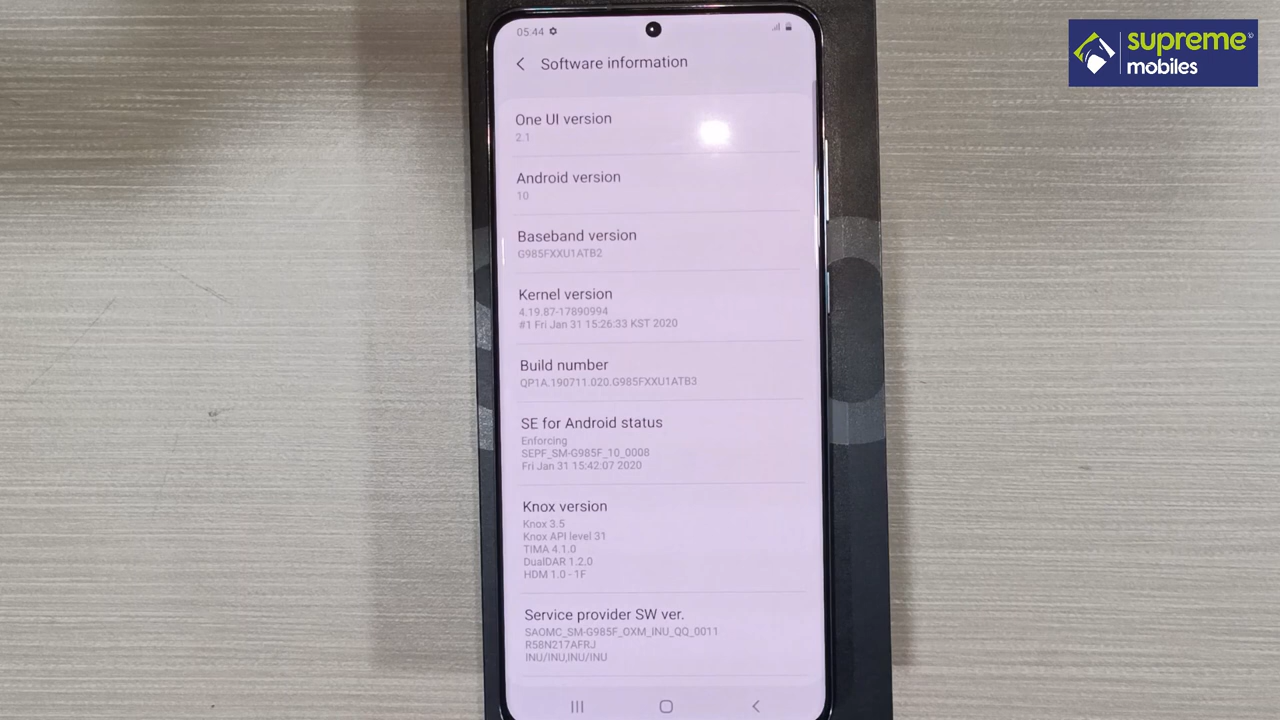 05:44
Software information
One UI version
2.1
Android version
10
Baseband version
G985FXXU1ATB2
Kernel version
4.19.87-17890994
#1 Fri Jan 31 15:26:33 KST 2020
Build number
QP1A.190711.020.G985FXXU1ATB3
SE for Android status
Enforcing
SEPF_SM-G985F_10_0008
Fri Jan 31 15:42:07 2020
Knox version
Knox 3.5
Knox API level 31
TIMA 4.1.0
DualDAR 1.2.0
HDM 1.0 - 1F
Service provider SW ver.
SAOMC_SM-G985F_OXM_INU_QQ_0011
R58N217AFRJ
INU/INU,INU/INU
supreme
mobiles